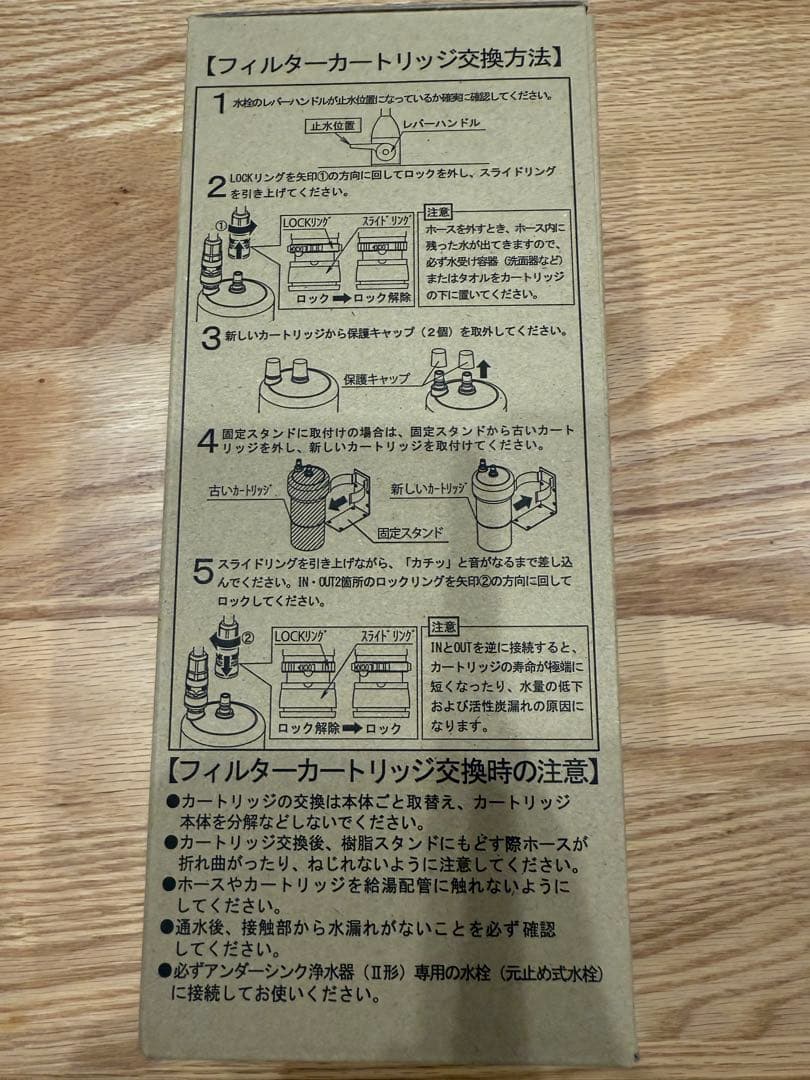 【フィルターカートリッジ交換方法】
1 水栓のレバーハンドルが止水位置になっているか確実に確認してください。
止水位置
レバーハンドル
2 LOCKリングを矢印①の方向に回してロックを外し、スライドリング
を引き上げてください。
①
LOCKリング
スライドリング
ロック➡ロック解除
注意
ホースを外すとき、ホース内に
残った水が出てきますので、
必ず水受け容器（洗面器など）
またはタオルをカートリッジ
の下に置いてください。
3 新しいカートリッジから保護キャップ（2個）を取外してください。
保護キャップ
4 固定スタンドに取付けの場合は、固定スタンドから古いカート
リッジを外し、新しいカートリッジを取付けてください。
古いカートリッジ
新しいカートリッジ
固定スタンド
5 スライドリングを引き上げながら、「カチッ」と音がなるまで差し込
んでください。IN・OUT2箇所のロックリングを矢印②の方向に回して
ロックしてください。
②
LOCKリング
スライドリング
ロック解除➡ロック
注意
INとOUTを逆に接続すると、
カートリッジの寿命が極端に
短くなったり、水量の低下
および活性炭漏れの原因に
なります。
【フィルターカートリッジ交換時の注意】
●カートリッジの交換は本体ごと取替え、カートリッジ
本体を分解などしないでください。
●カートリッジ交換後、樹脂スタンドにもどす際ホースが
折れ曲がったり、ねじれないように注意してください。
●ホースやカートリッジを給湯配管に触れないように
してください。
●通水後、接触部から水漏れがないことを必ず確認
してください。
●必ずアンダーシンク浄水器（Ⅱ形）専用の水栓（元止め式水栓）
に接続してお使いください。